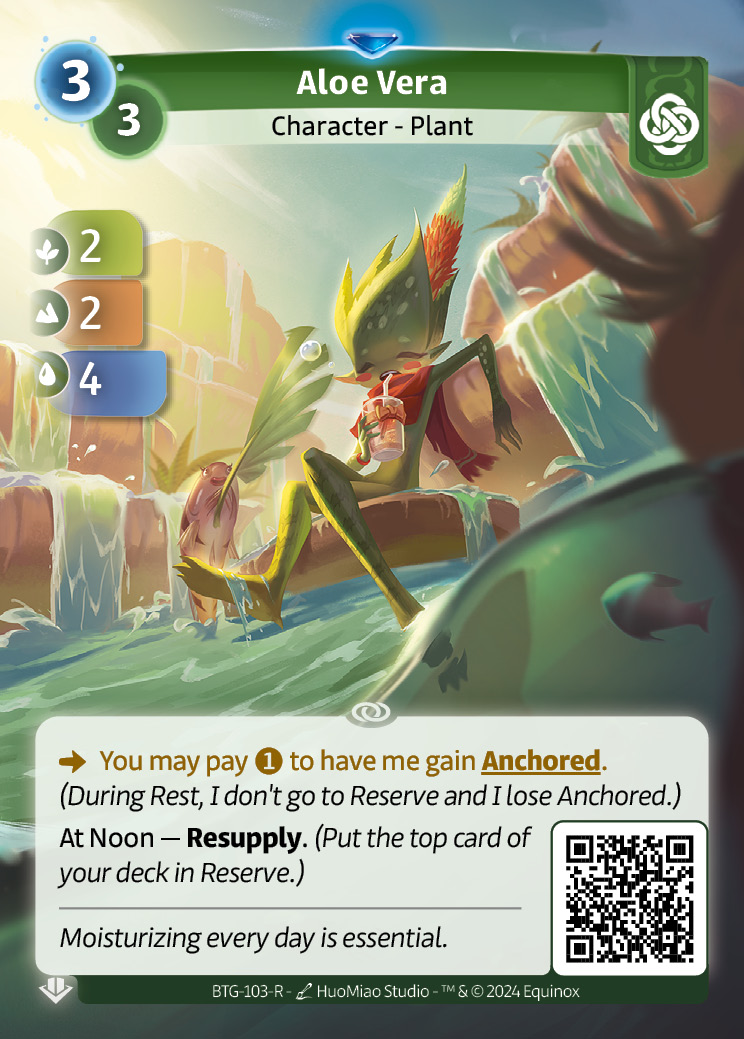 3
3
Aloe Vera
Character - Plant
2
2
4
You may pay 1 to have me gain Anchored.
(During Rest, I don't go to Reserve and I lose Anchored.)
At Noon — Resupply. (Put the top card of
your deck in Reserve.)
Moisturizing every day is essential.
BTG-103-R - HuoMiao Studio - ™ & © 2024 Equinox